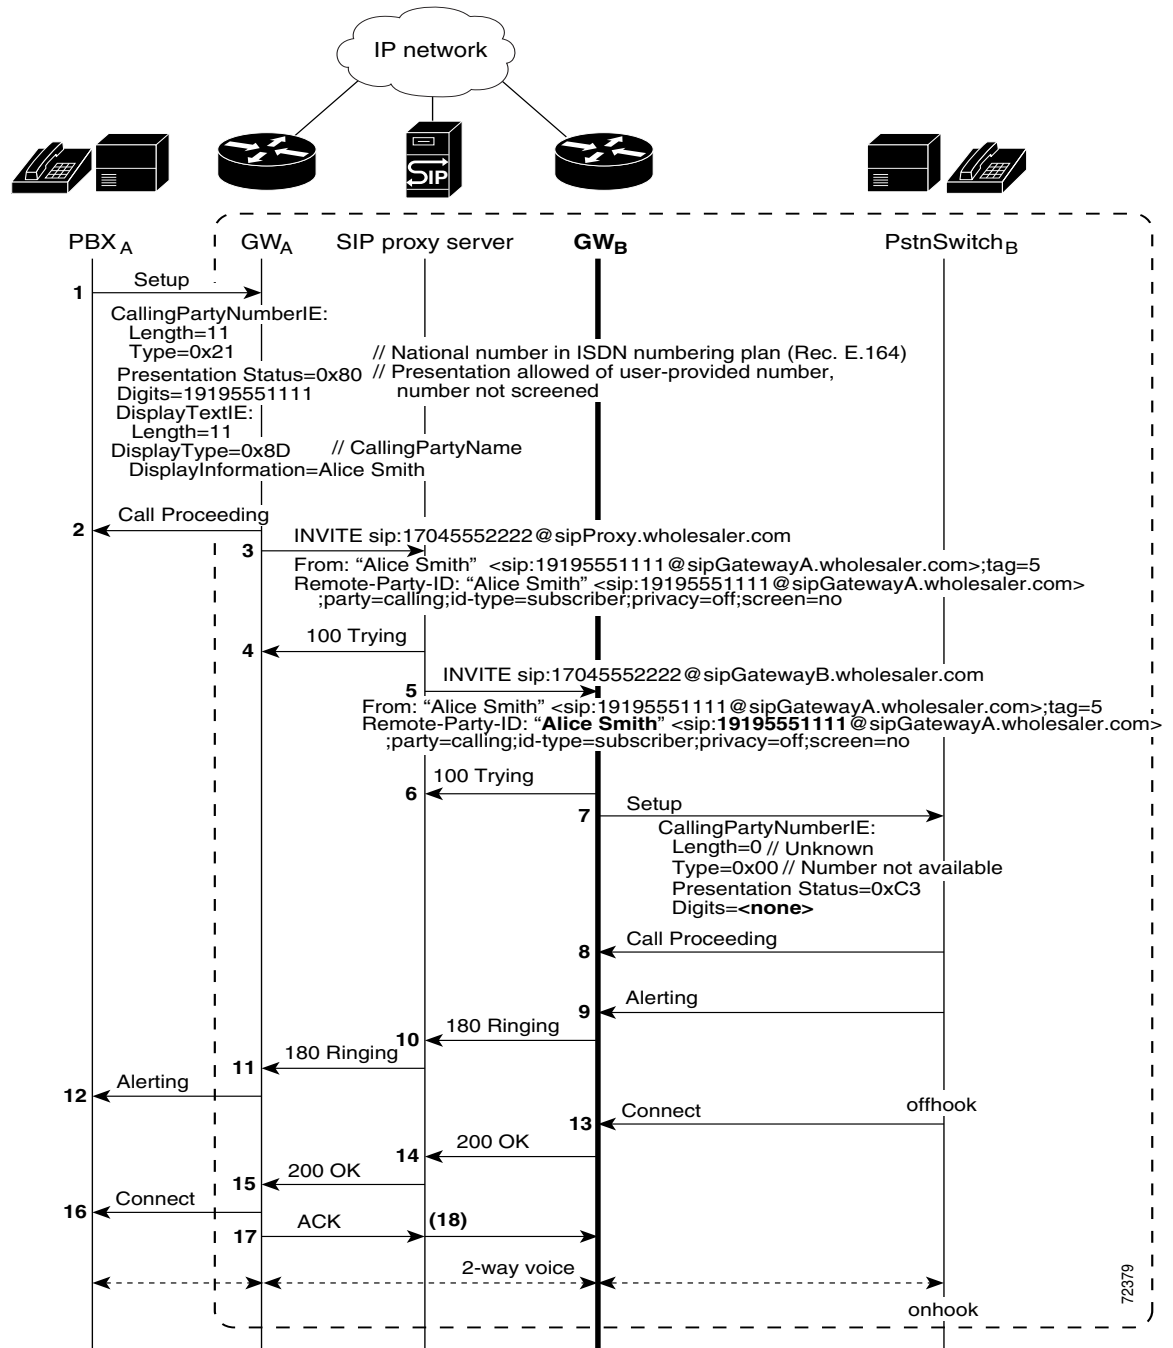 IP network
SIP
PBX A
GWA
SIP proxy server
GWB
PstnSwitchB
1
Setup
CallingPartyNumberIE:
Length=11
Type=0x21
// National number in ISDN numbering plan (Rec. E.164)
Presentation Status=0x80
// Presentation allowed of user-provided number,
Digits=19195551111
number not screened
DisplayTextIE:
Length=11
DisplayType=0x8D
// CallingPartyName
DisplayInformation=Alice Smith
2
Call Proceeding
3
INVITE sip:17045552222@sipProxy.wholesaler.com
From: “Alice Smith” <sip:19195551111@sipGatewayA.wholesaler.com>;tag=5
Remote-Party-ID: “Alice Smith” <sip:19195551111@sipGatewayA.wholesaler.com>
;party=calling;id-type=subscriber;privacy=off;screen=no
4
100 Trying
5
INVITE sip:17045552222@sipGatewayB.wholesaler.com
From: “Alice Smith” <sip:19195551111@sipGatewayA.wholesaler.com>;tag=5
Remote-Party-ID: “Alice Smith” <sip:19195551111@sipGatewayA.wholesaler.com>
;party=calling;id-type=subscriber;privacy=off;screen=no
6
100 Trying
7
Setup
CallingPartyNumberIE:
Length=0 // Unknown
Type=0x00 // Number not available
Presentation Status=0xC3
Digits=<none>
8
Call Proceeding
9
Alerting
10
180 Ringing
11
180 Ringing
12
Alerting
13
Connect
offhook
14
200 OK
15
200 OK
16
Connect
17
ACK
(18)
2-way voice
onhook
72379